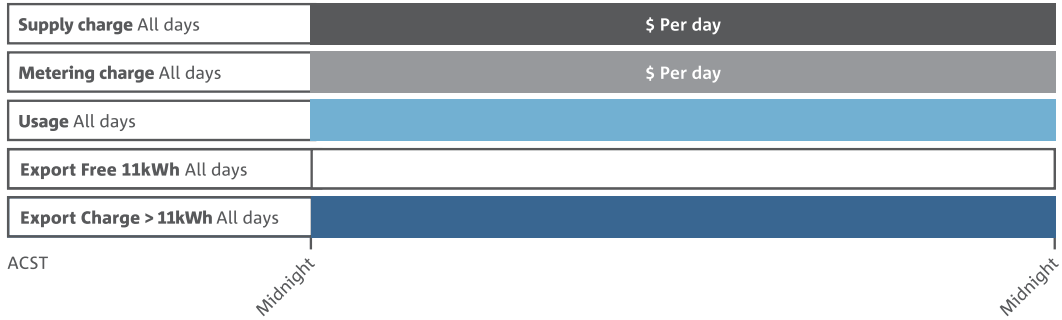 Supply charge All days $ Per day
Metering charge All days $ Per day
Usage All days
Export Free 11kWh All days
Export Charge > 11kWh All days
ACST
Midnight
Midnight